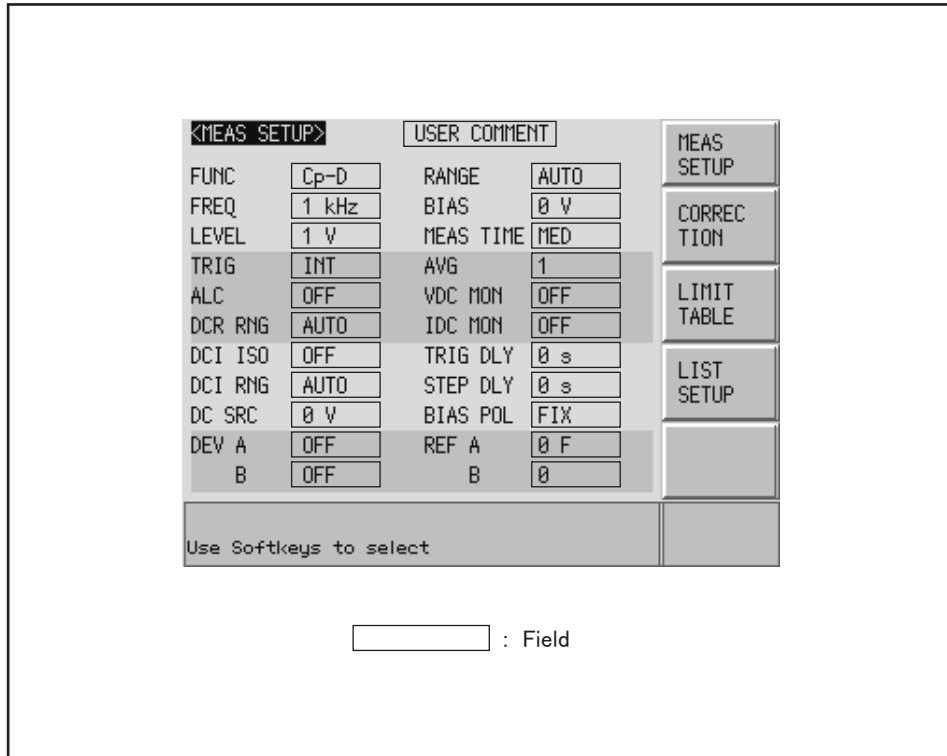 <MEAS SETUP> USER COMMENT
FUNC Cp-D RANGE AUTO
FREQ 1 kHz BIAS 0 V
LEVEL 1 V MEAS TIME MED
TRIG INT AVG 1
ALC OFF VDC MON OFF
DCR RNG AUTO IDC MON OFF
DCI ISO OFF TRIG DLY 0 s
DCI RNG AUTO STEP DLY 0 s
DC SRC 0 V BIAS POL FIX
DEV A OFF REF A 0 F
B OFF B 0
MEAS
SETUP
CORREC
TION
LIMIT
TABLE
LIST
SETUP
Use Softkeys to select
: Field